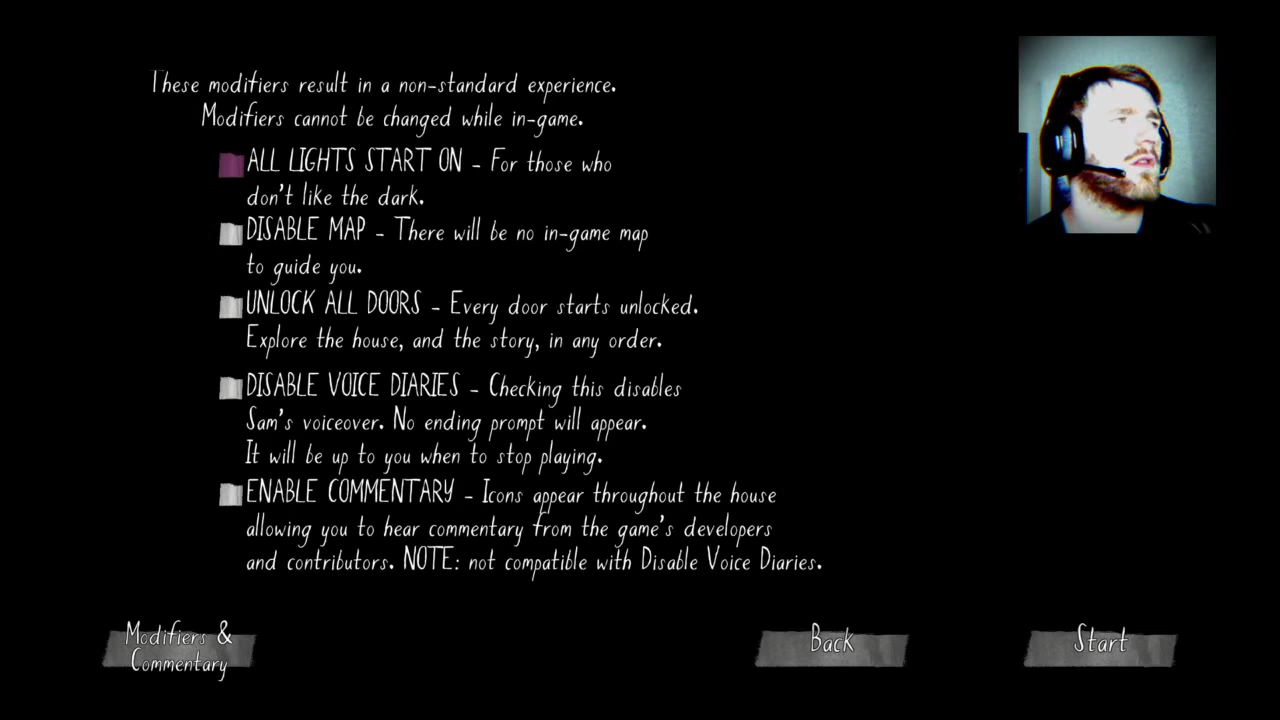 These modifiers result in a non-standard experience.
Modifiers cannot be changed while in-game.
ALL LIGHTS START ON - For those who
don't like the dark.
DISABLE MAP - There will be no in-game map
to guide you.
UNLOCK ALL DOORS - Every door starts unlocked.
Explore the house, and the story, in any order.
DISABLE VOICE DIARIES - Checking this disables
Sam's voiceover. No ending prompt will appear.
It will be up to you when to stop playing.
ENABLE COMMENTARY - Icons appear throughout the house
allowing you to hear commentary from the game's developers
and contributors. NOTE: not compatible with Disable Voice Diaries.
Modifiers &
Commentary
Back
Start